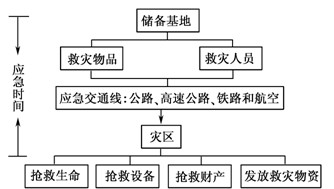 储备基地
救灾物品
救灾人员
应急时间
应急交通线：公路、高速公路、铁路和航空
灾区
抢救生命
抢救设备
抢救财产
发放救灾物资